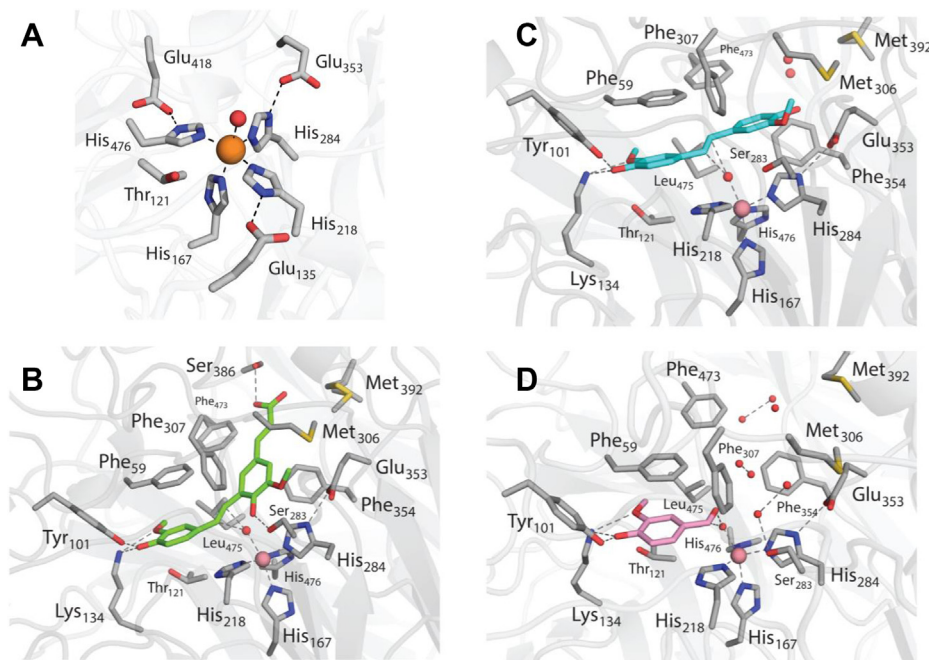 A
Glu418
Glu353
His476
His284
Thr121
His218
His167
Glu135
C
Phe307
Phe473
Met392
Phe59
Met306
Tyr101
Ser283
Glu353
Leu475
Phe354
Thr121
His218
His476
His284
Lys134
His167
B
Ser386
Met392
Phe473
Phe307
Met306
Phe59
Glu353
Tyr101
Ser283
Phe354
Leu475
Thr121
His476
His284
Lys134
His218
His167
D
Phe473
Met392
Phe59
Phe307
Met306
Leu475
Glu353
Phe354
Tyr101
His476
Thr121
Ser283
Lys134
His284
His218
His167